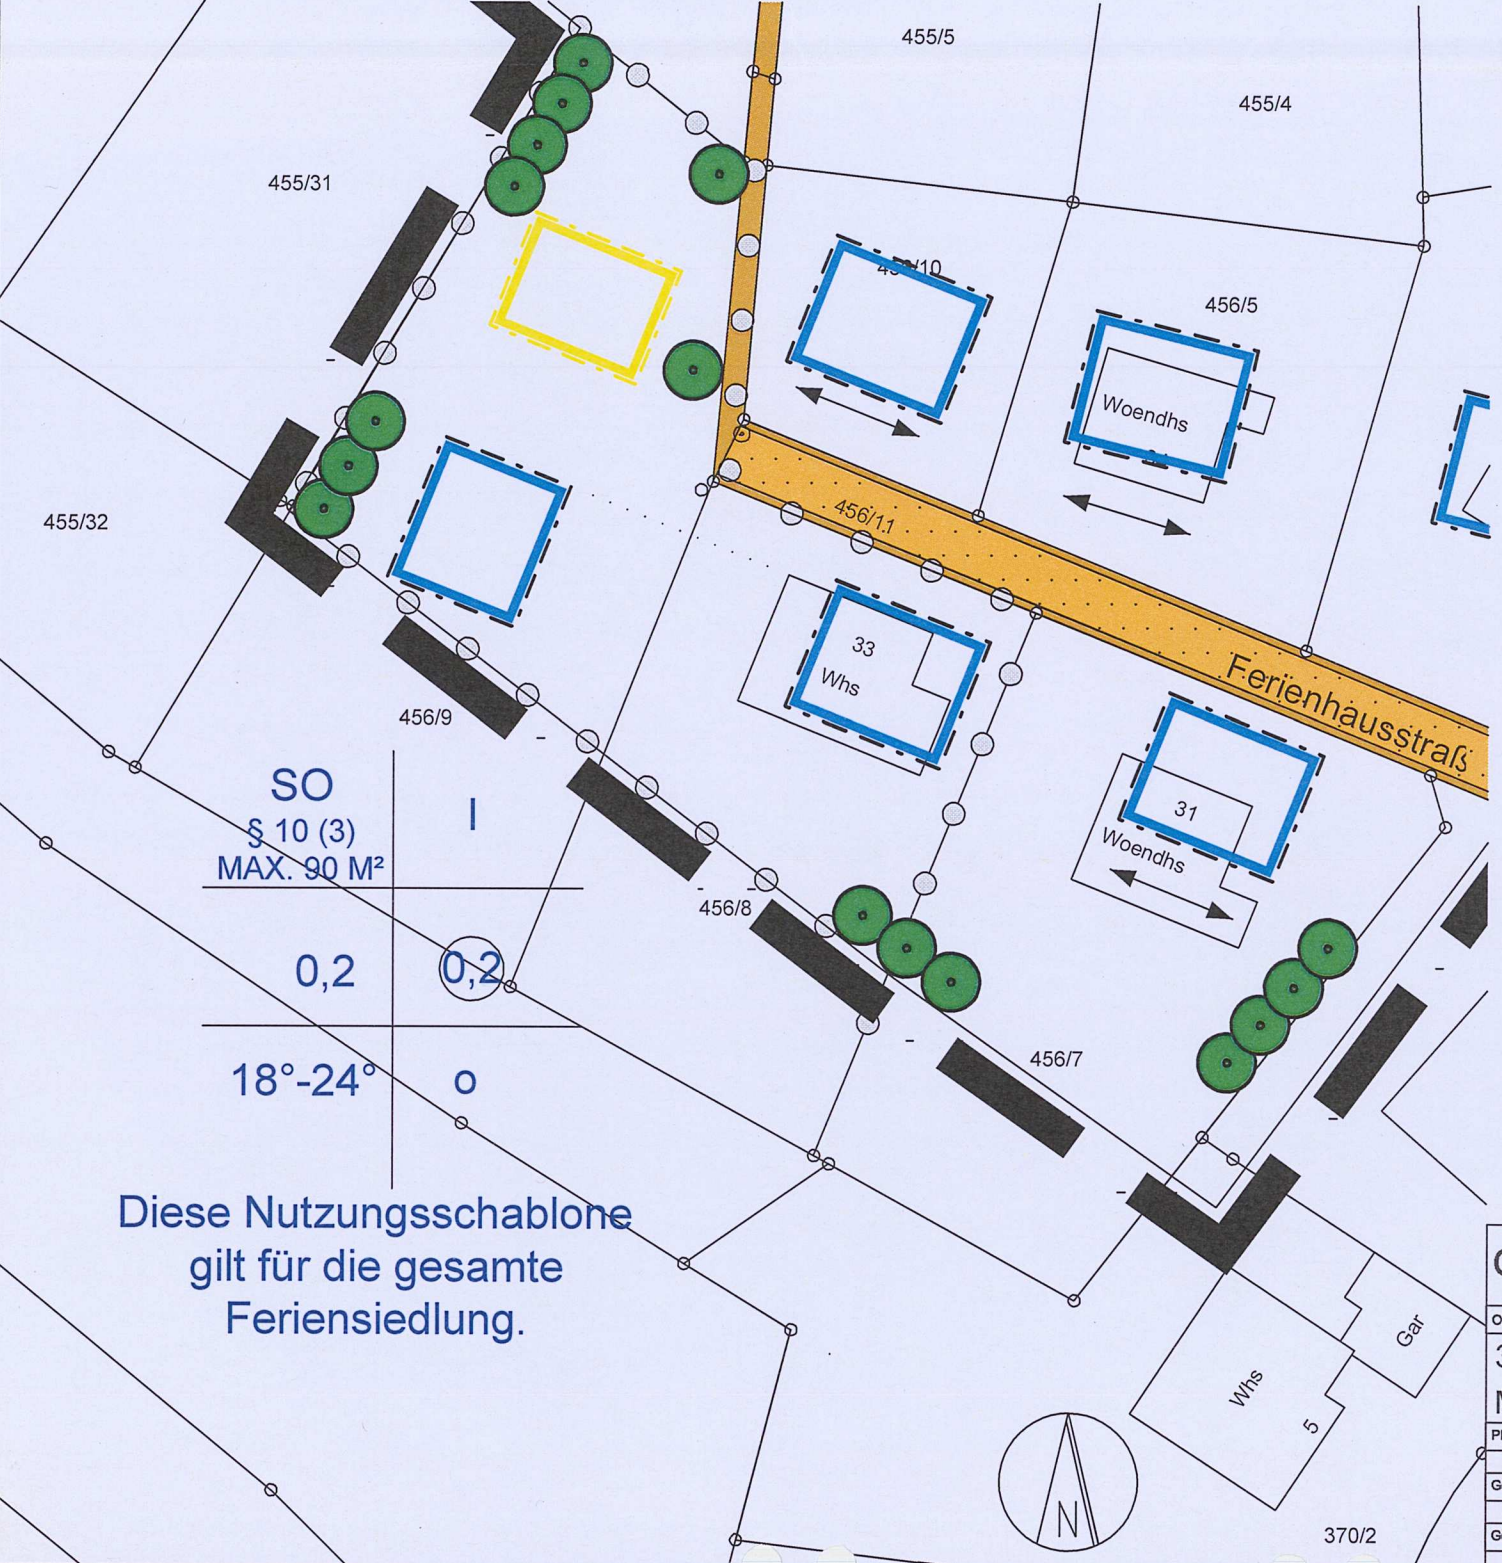 455/5
455/4
455/31
456/5
Woendhs
455/32
456/11
33
Whs
Ferienhausstraß
456/9
31
Woendhs
SO
I
§ 10 (3)
MAX. 90 M²
456/8
0,2
0,2
456/7
18°-24°
o
Diese Nutzungsschablone
gilt für die gesamte
Feriensiedlung.
Gar
Whs
5
N
370/2